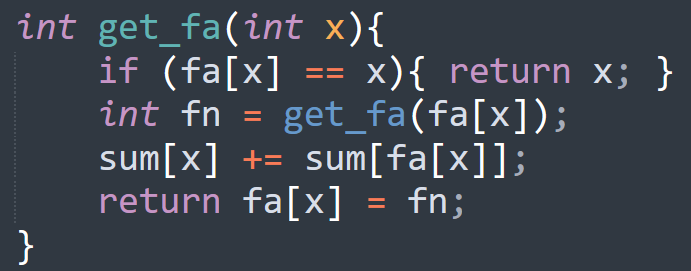 int get_fa(int x){
    if (fa[x] == x){ return x; }
    int fn = get_fa(fa[x]);
    sum[x] += sum[fa[x]];
    return fa[x] = fn;
}